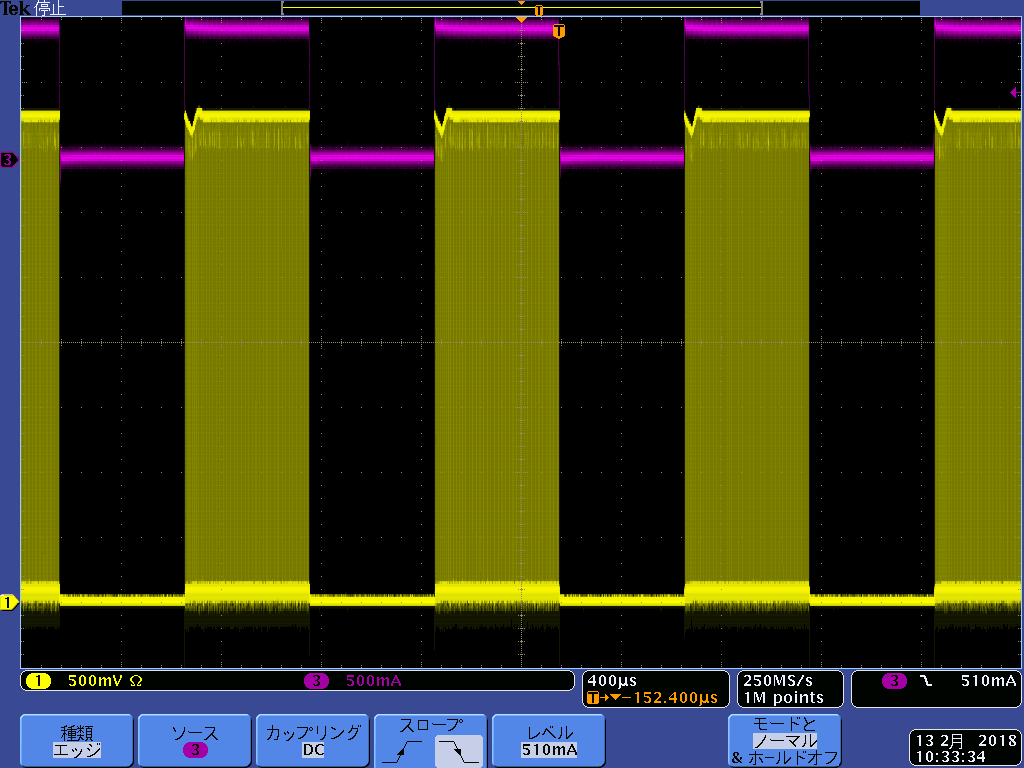 Tek 停止
T
T
3
1
1 500mV Ω 3 500mA
400μs
T→▼−152.400μs
250MS/s
1M points
3 510mA
種類
エッジ
ソース
3
カップリング
DC
スロープ
レベル
510mA
モードと
ノーマル
& ホールドオフ
13 2月 2018
10:33:34